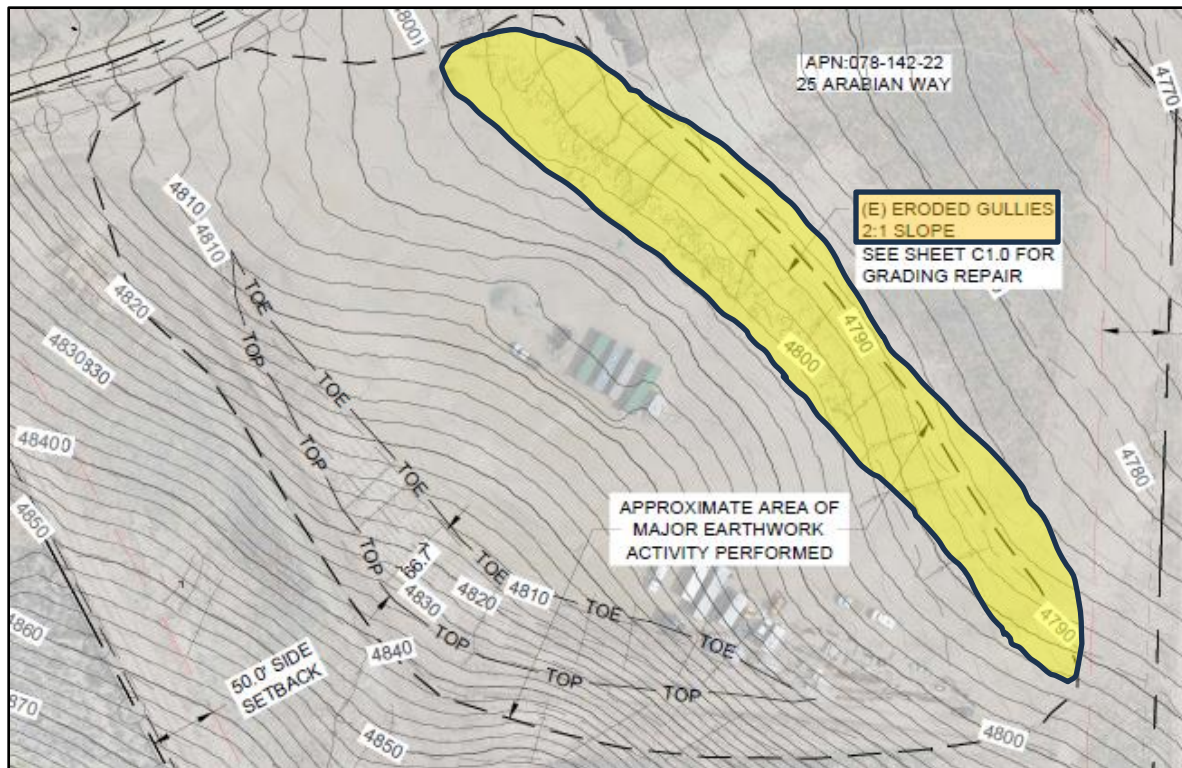 4800
APN:078-142-22
25 ARABIAN WAY
4770
4810
4810
(E) ERODED GULLIES
2:1 SLOPE
SEE SHEET C1.0 FOR
GRADING REPAIR
TOE
4820
TOP
4790
4830830
TOE
4800
48400
TOP
TOE
4780
4850
APPROXIMATE AREA OF
MAJOR EARTHWORK
ACTIVITY PERFORMED
TOP
TOE
4810
4820
4830
TOE
4790
4860
TOP
TOE
4840
50.0' SIDE
SETBACK
TOP
TOP
4800
4850